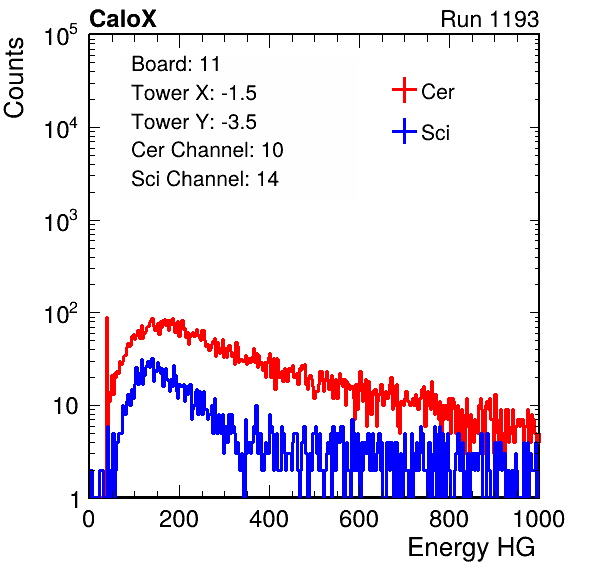 CaloX Run 1193
Counts
10^5
10^4
10^3
10^2
10
1
Board: 11
Tower X: -1.5
Tower Y: -3.5
Cer Channel: 10
Sci Channel: 14
Cer
Sci
0 200 400 600 800 1000
Energy HG